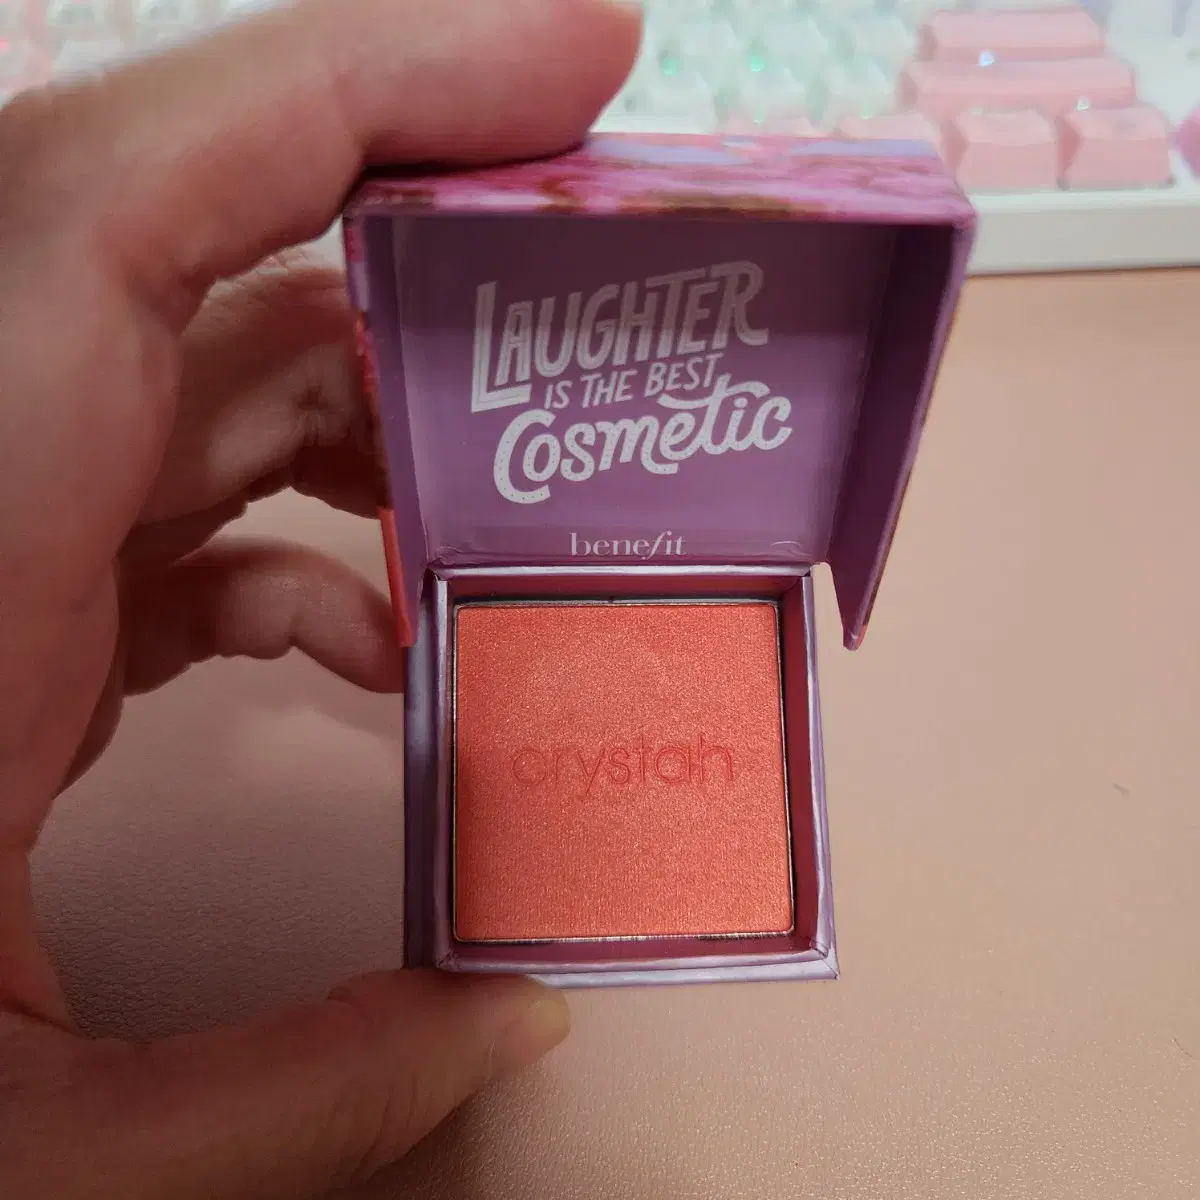 LAUGHTER
IS THE BEST
Cosmetic
benefit
crystah